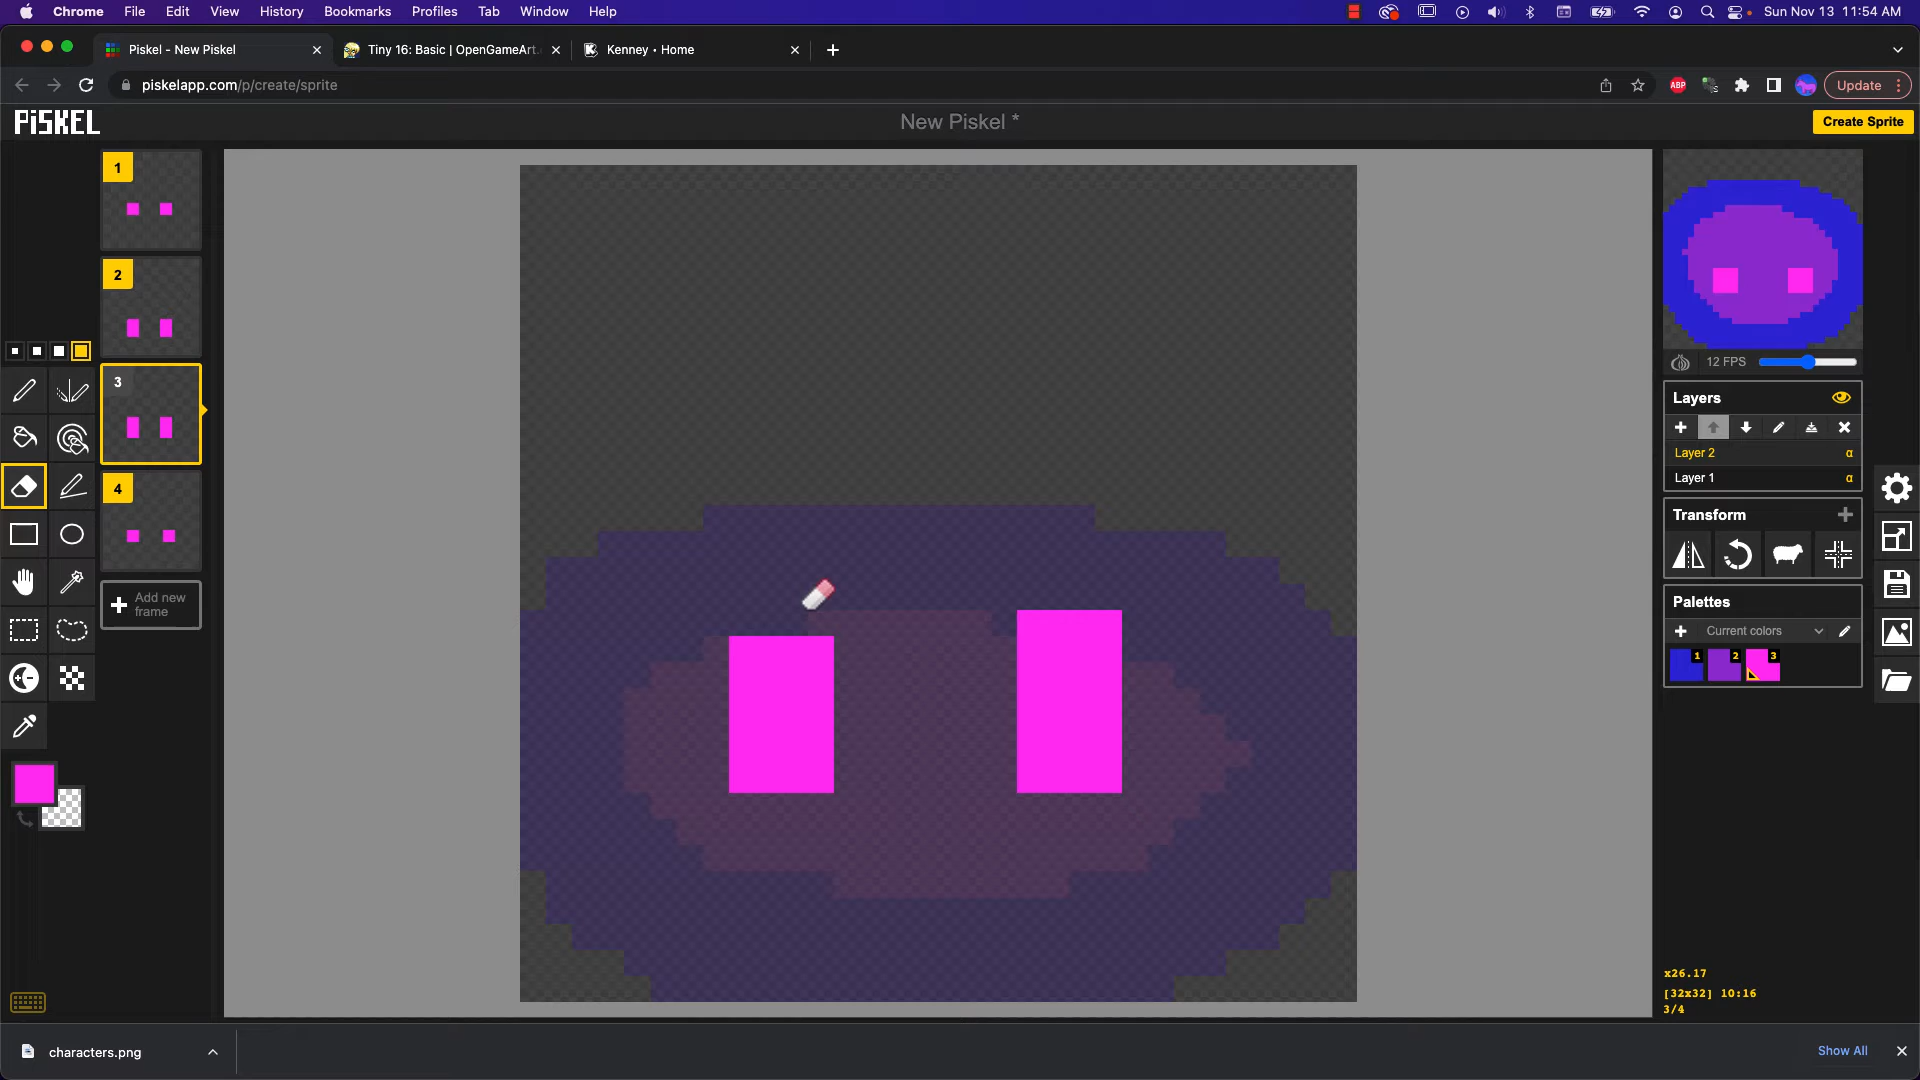 Chrome File Edit View History Bookmarks Profiles Tab Window Help Sun Nov 13 11:54 AM
Piskel - New Piskel Tiny 16: Basic | OpenGameArt. Kenney • Home
piskelapp.com/p/create/sprite ABP Update
PiSKEL New Piskel * Create Sprite
1
2
3
4
Add new
frame
12 FPS
Layers
Layer 2 α
Layer 1 α
Transform
Palettes
Current colors
1 2 3
x26.17
[32x32] 10:16
3/4
characters.png Show All